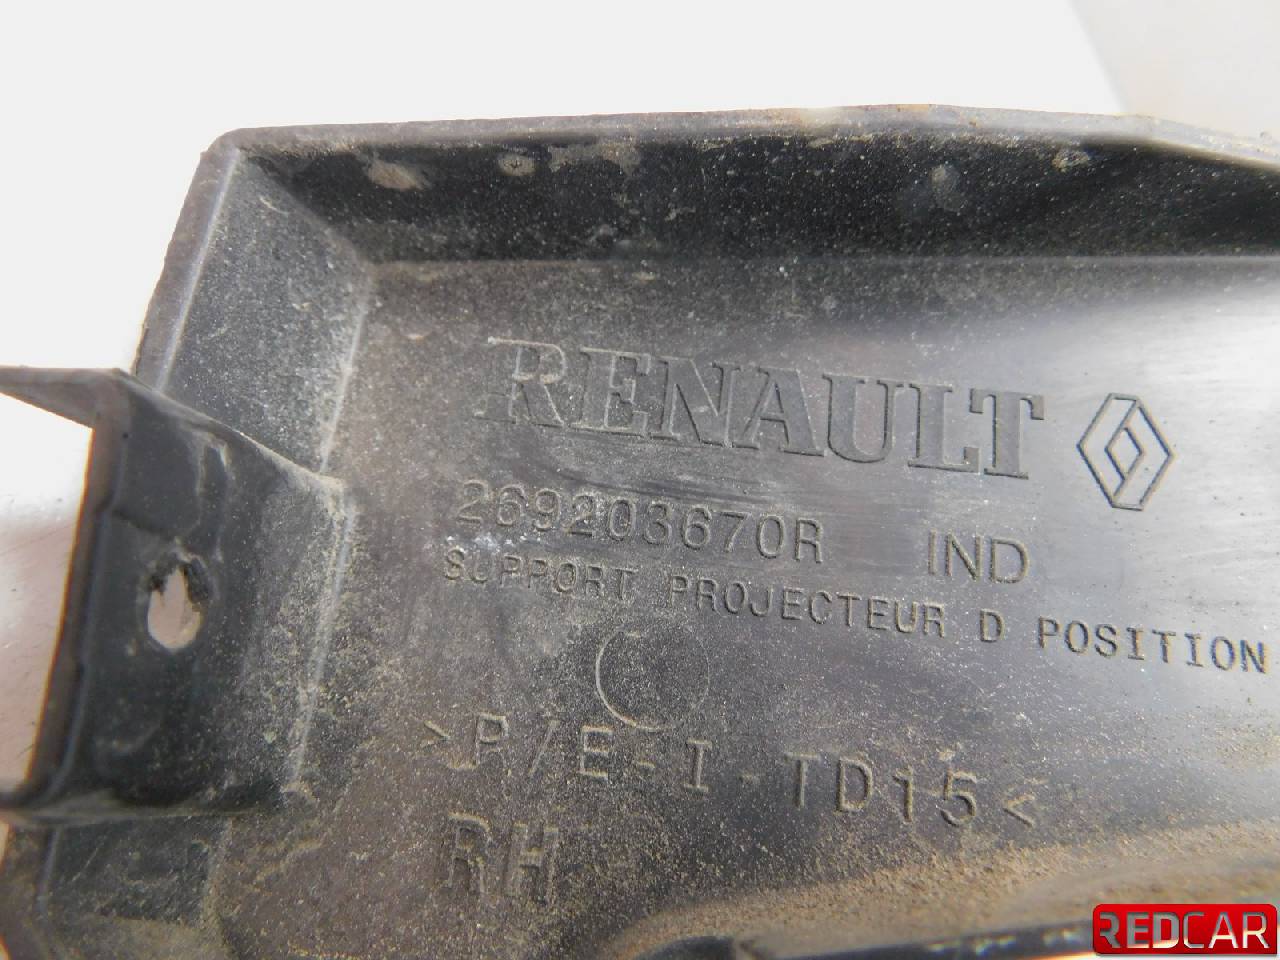 RENAULT
269203670R IND
SUPPORT PROJECTEUR D POSITION
>P/E-I-TD15<
RH
REDCAR